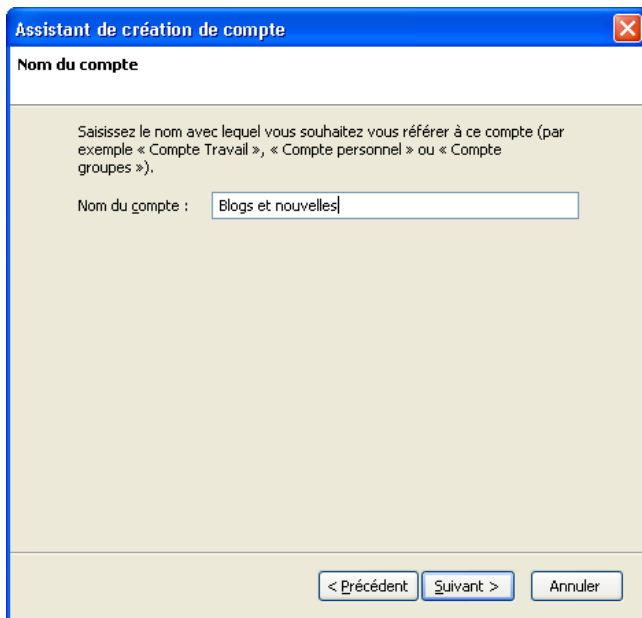 Assistant de création de compte
Nom du compte
Saisissez le nom avec lequel vous souhaitez vous référer à ce compte (par
exemple « Compte Travail », « Compte personnel » ou « Compte
groupes »).
Nom du compte : Blogs et nouvelles
< Précédent Suivant > Annuler